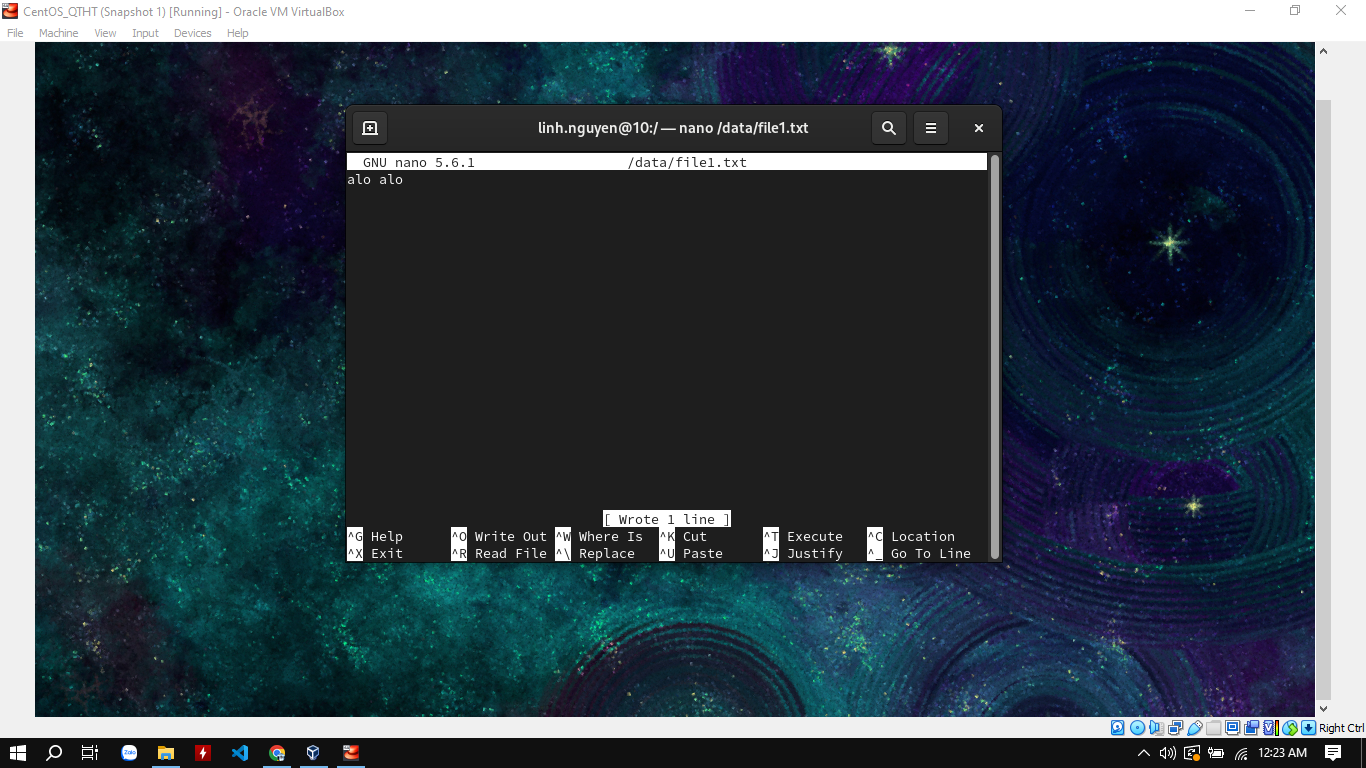 CentOS_QTHT (Snapshot 1) [Running] - Oracle VM VirtualBox
File Machine View Input Devices Help
linh.nguyen@10:/ — nano /data/file1.txt
GNU nano 5.6.1 /data/file1.txt
alo alo
[ Wrote 1 line ]
^G Help ^O Write Out ^W Where Is ^K Cut ^T Execute ^C Location
^X Exit ^R Read File ^\ Replace ^U Paste ^J Justify ^_ Go To Line
Right Ctrl
Zalo
12:23 AM